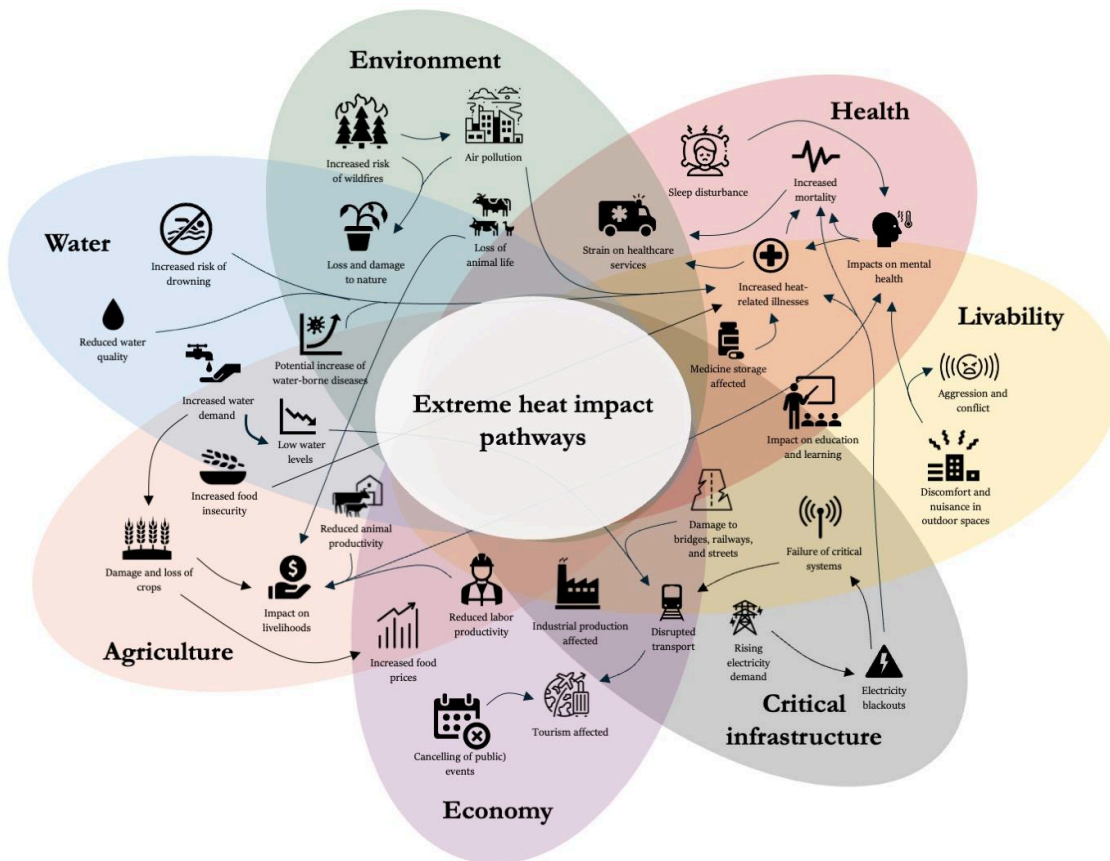 Environment
Increased risk
of wildfires
Air pollution
Loss and damage
to nature
Loss of
animal life
Health
Sleep disturbance
Increased
mortality
Strain on healthcare
services
Increased heat-
related illnesses
Impacts on mental
health
Medicine storage
affected
Water
Increased risk of
drowning
Reduced water
quality
Increased water
demand
Potential increase of
water-borne diseases
Low water
levels
Extreme heat impact
pathways
Livability
Aggression and
conflict
Impact on education
and learning
Discomfort and
nuisance in
outdoor spaces
Increased food
insecurity
Reduced animal
productivity
Damage and loss of
crops
Impact on
livelihoods
Agriculture
Increased food
prices
Reduced labor
productivity
Industrial production
affected
Cancelling of public)
events
Tourism affected
Economy
Damage to
bridges, railways,
and streets
Failure of critical
systems
Disrupted
transport
Rising
electricity
demand
Electricity
blackouts
Critical
infrastructure